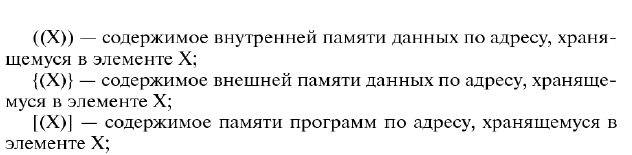 ((X)) — содержимое внутренней памяти данных по адресу, храня-
щемуся в элементе X;
{(X)} — содержимое внешней памяти данных по адресу, храняще-
муся в элементе X;
[(X)] — содержимое памяти программ по адресу, хранящемуся в
элементе X;